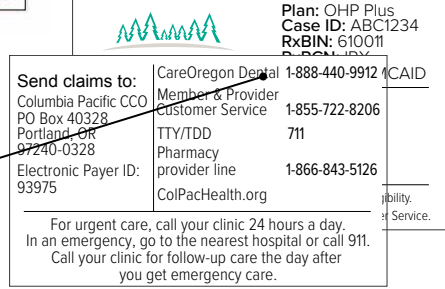 Plan: OHP Plus
Case ID: ABC1234
RxBIN: 610011
MCAID
Send claims to:
Columbia Pacific CCO
PO Box 40328
Portland, OR
97240-0328
Electronic Payer ID:
93975
CareOregon Dental 1-888-440-9912
Member & Provider
Customer Service 1-855-722-8206
TTY/TDD 711
Pharmacy
provider line 1-866-843-5126
ColPacHealth.org
For urgent care, call your clinic 24 hours a day.
In an emergency, go to the nearest hospital or call 911.
Call your clinic for follow-up care the day after
you get emergency care.
Service.